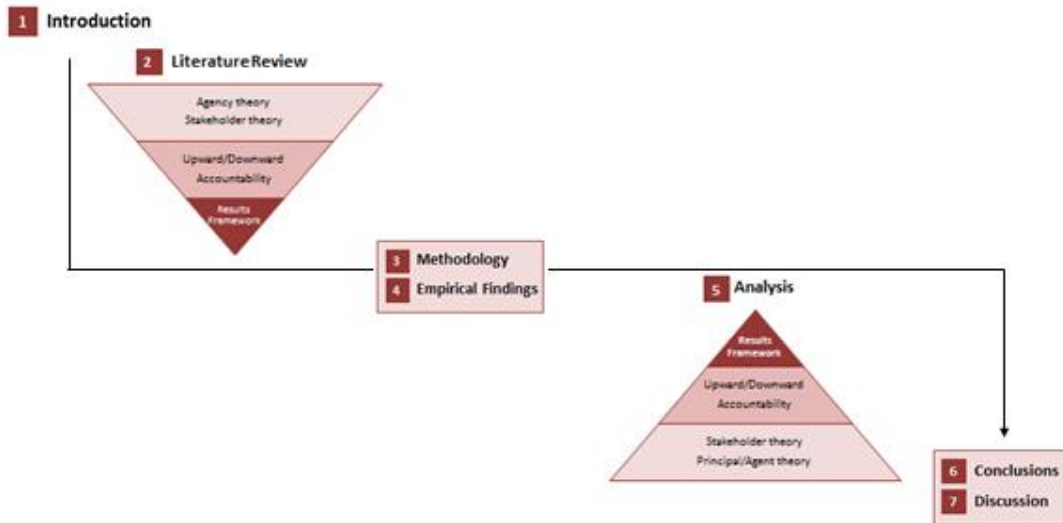 1 Introduction
2 Literature Review
Agency theory
Stakeholder theory
Upward/Downward
Accountability
Results
Framework
3 Methodology
4 Empirical Findings
5 Analysis
Results
Framework
Upward/Downward
Accountability
Stakeholder theory
Principal/Agent theory
6 Conclusions
7 Discussion